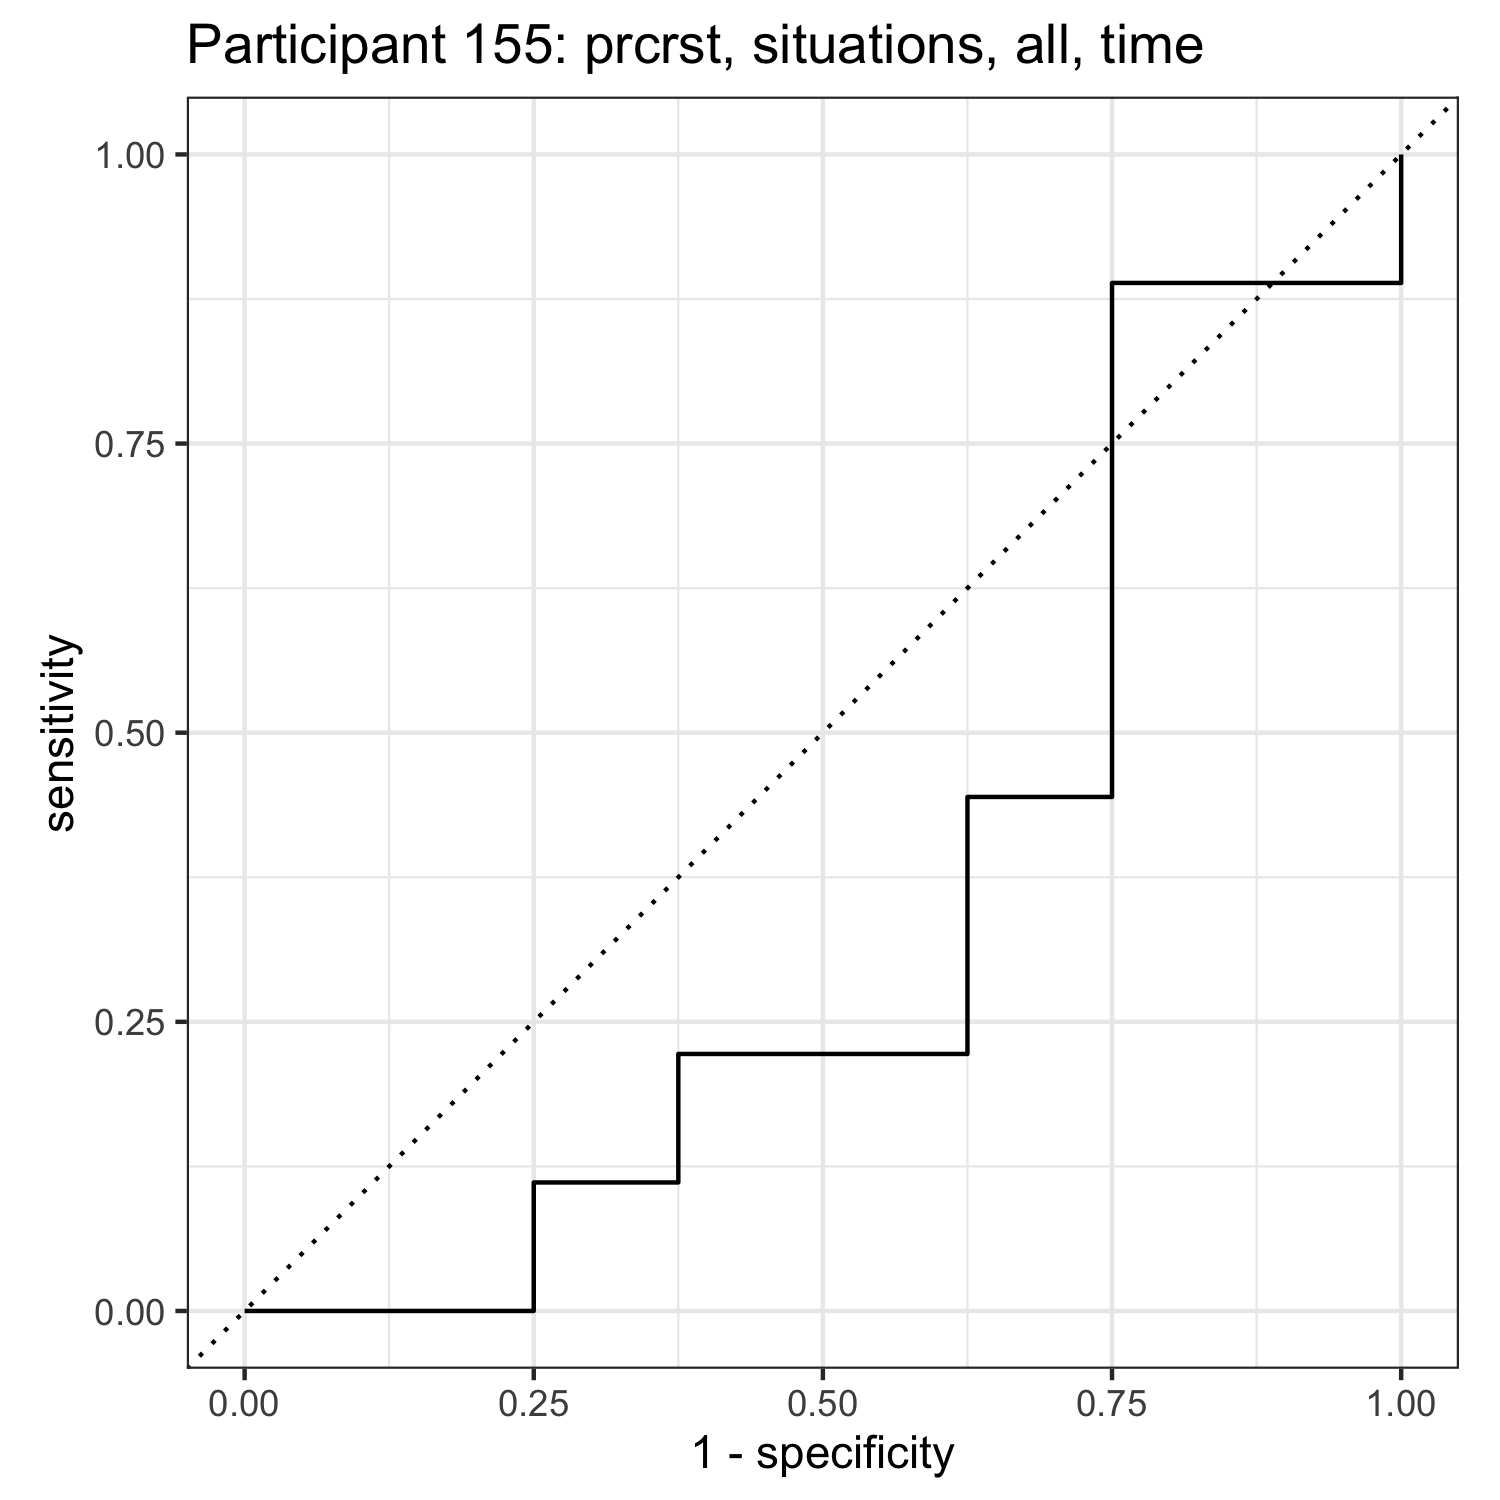 Participant 155: prcrst, situations, all, time
1.00
0.75
0.50
0.25
0.00
sensitivity
0.00 0.25 0.50 0.75 1.00
1 - specificity